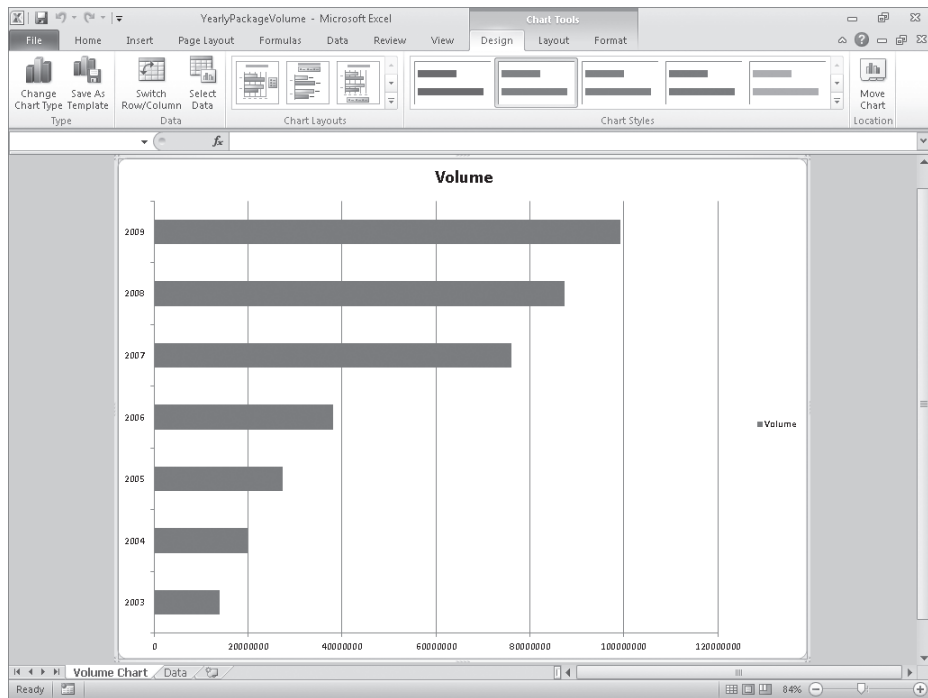 YearlyPackageVolume - Microsoft Excel
Chart Tools
File Home Insert Page Layout Formulas Data Review View Design Layout Format
Change Chart Type
Save As Template
Switch Row/Column
Select Data
Move Chart
Type
Data
Chart Layouts
Chart Styles
Location
fx
Volume
2009
2008
2007
2006
Volume
2005
2004
2003
0 20000000 40000000 60000000 80000000 100000000 120000000
Volume Chart Data
Ready 84%